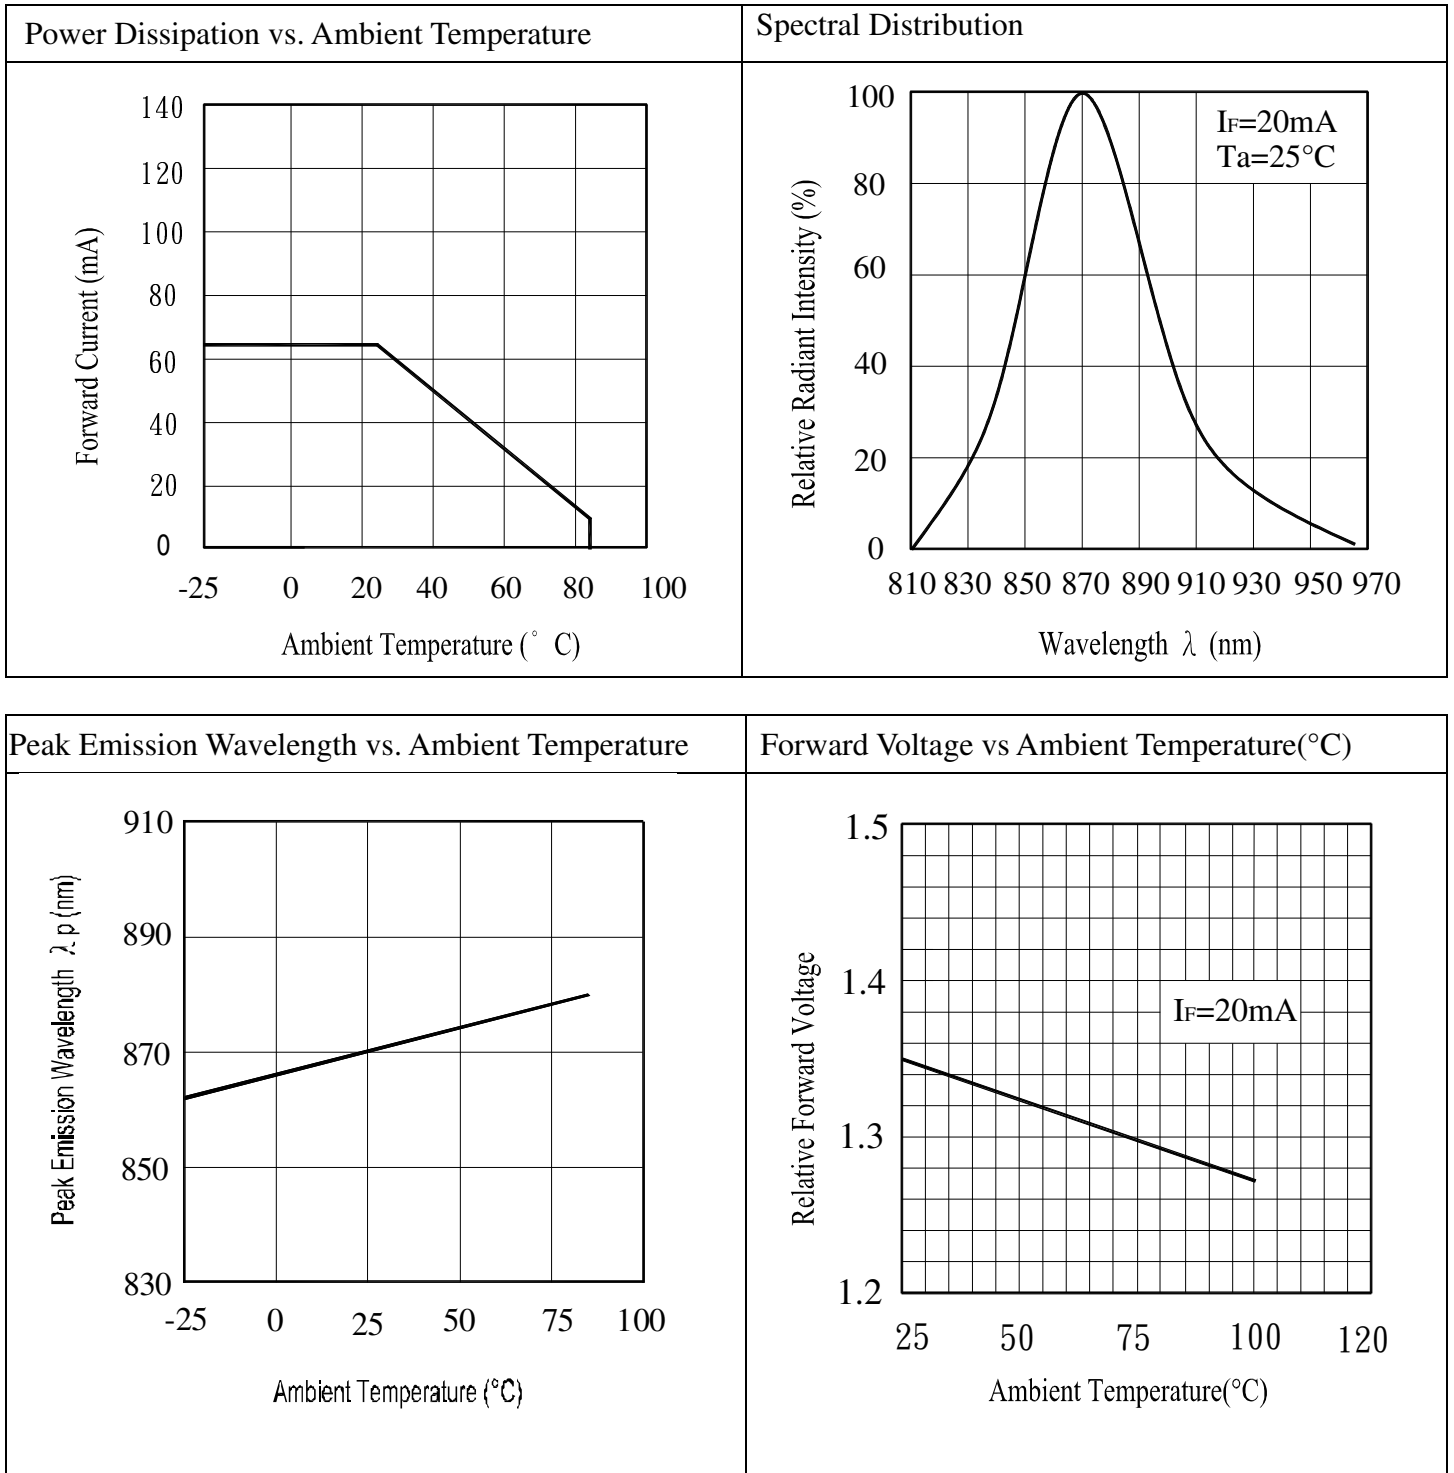 Power Dissipation vs. Ambient Temperature
140
120
100
80
60
40
20
0
-25 0 20 40 60 80 100
Forward Current (mA)
Ambient Temperature (° C)
Spectral Distribution
100
80
60
40
20
0
810 830 850 870 890 910 930 950 970
IF=20mA
Ta=25°C
Relative Radiant Intensity (%)
Wavelength λ (nm)
Peak Emission Wavelength vs. Ambient Temperature
910
890
870
850
830
-25 0 25 50 75 100
Peak Emission Wavelength λ p (nm)
Ambient Temperature (°C)
Forward Voltage vs Ambient Temperature(°C)
1.5
1.4
1.3
1.2
25 50 75 100 120
IF=20mA
Relative Forward Voltage
Ambient Temperature(°C)